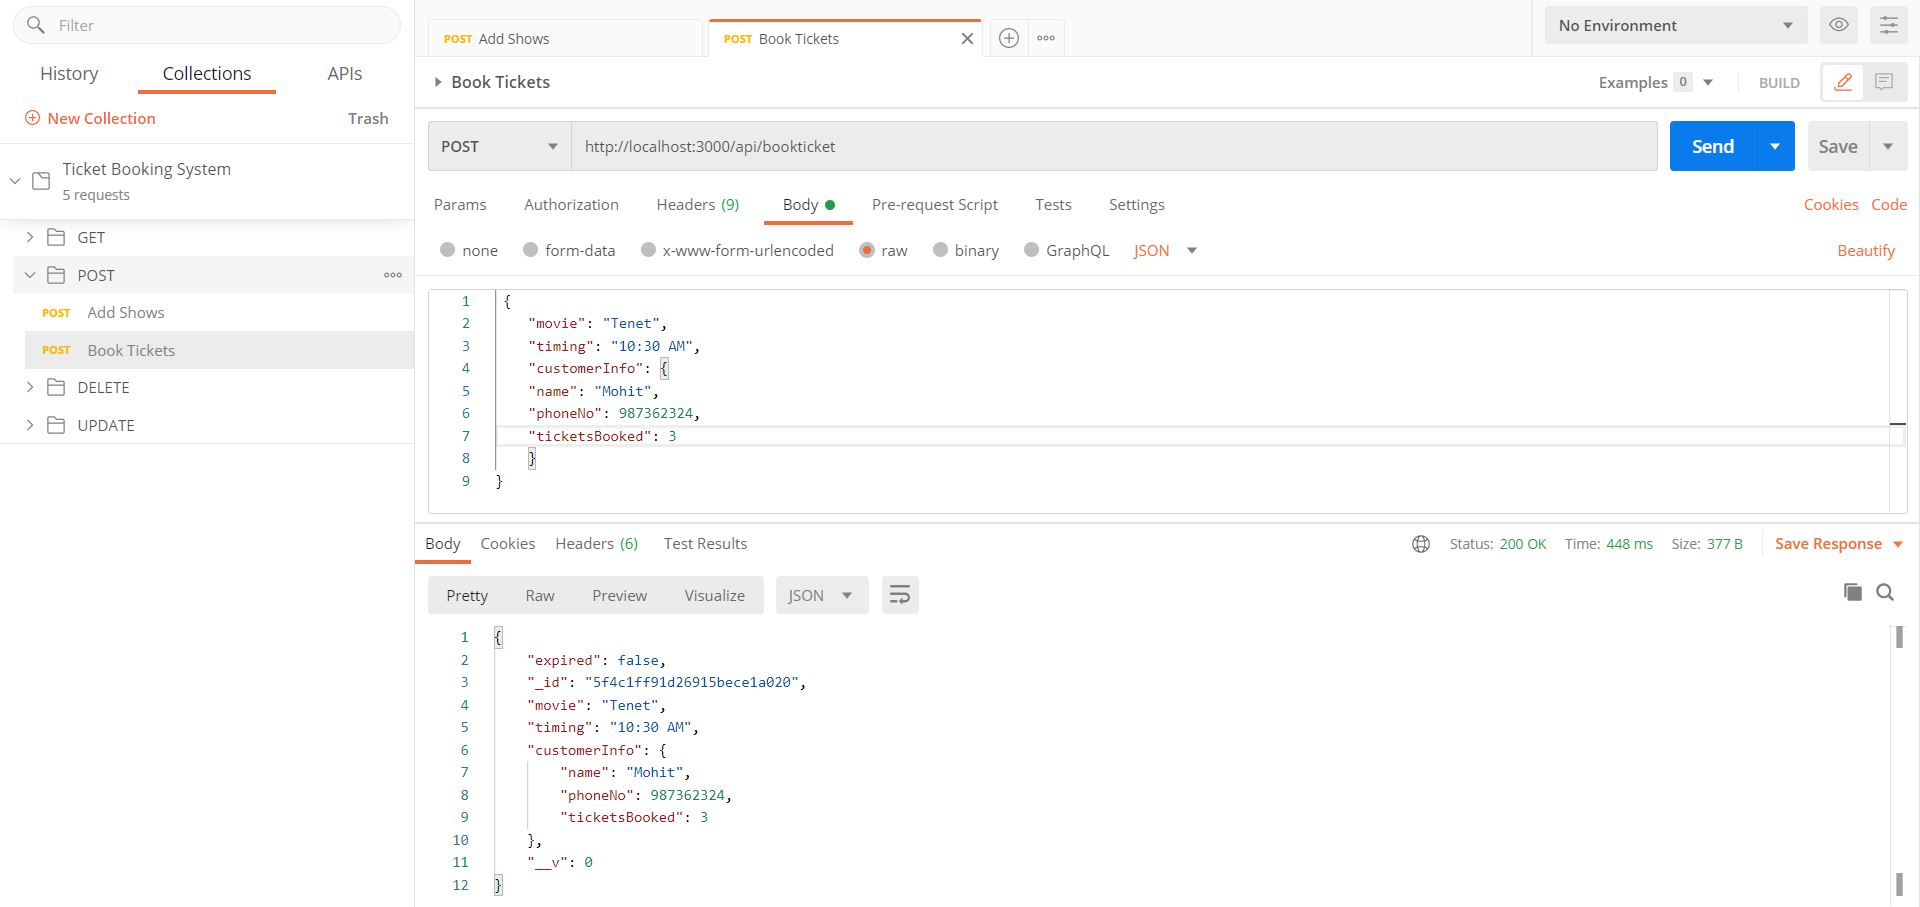 Filter
History Collections APIs
New Collection Trash
Ticket Booking System
5 requests
GET
POST
POST Add Shows
POST Book Tickets
DELETE
UPDATE
POST Add Shows POST Book Tickets
No Environment
Book Tickets
Examples 0 BUILD
POST http://localhost:3000/api/bookticket Send Save
Params Authorization Headers (9) Body Pre-request Script Tests Settings Cookies Code
none form-data x-www-form-urlencoded raw binary GraphQL JSON Beautify
1 {
2 "movie": "Tenet",
3 "timing": "10:30 AM",
4 "customerInfo": {
5 "name": "Mohit",
6 "phoneNo": 987362324,
7 "ticketsBooked": 3
8 }
9 }
Body Cookies Headers (6) Test Results Status: 200 OK Time: 448 ms Size: 377 B Save Response
Pretty Raw Preview Visualize JSON
1 {
2 "expired": false,
3 "_id": "5f4c1ff91d26915bece1a020",
4 "movie": "Tenet",
5 "timing": "10:30 AM",
6 "customerInfo": {
7 "name": "Mohit",
8 "phoneNo": 987362324,
9 "ticketsBooked": 3
10 },
11 "__v": 0
12 }